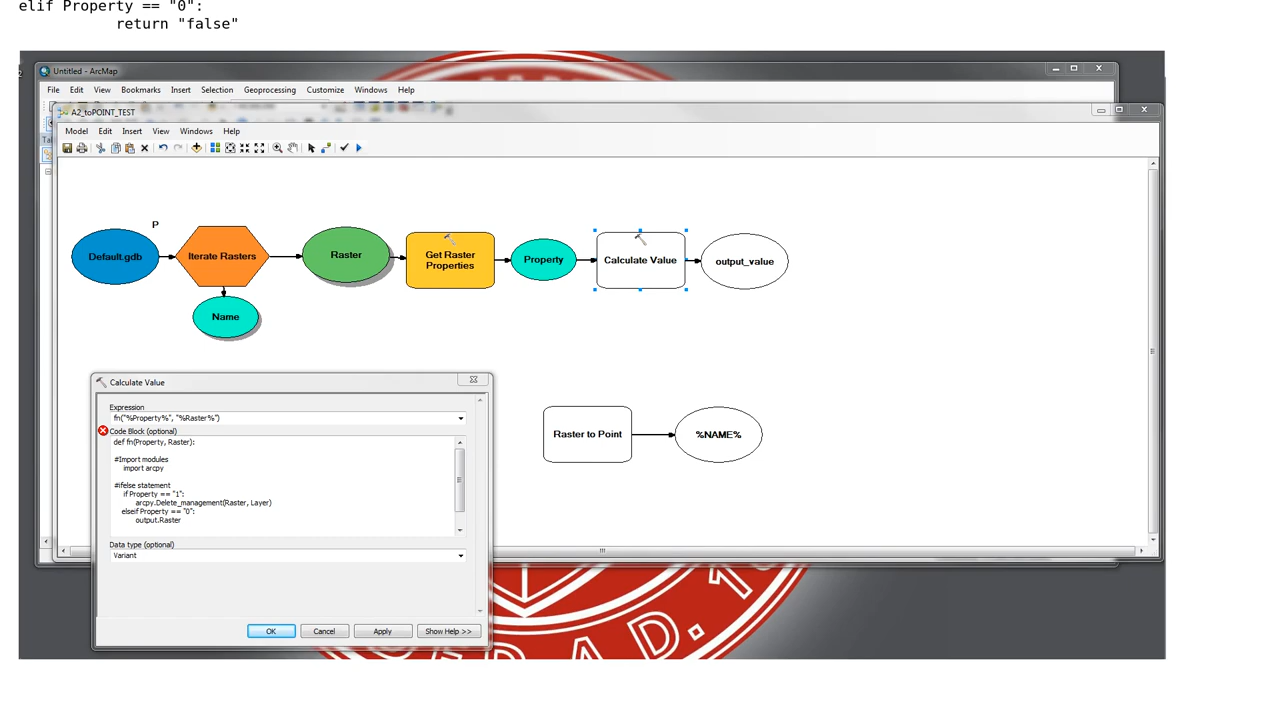 elif Property == "0":
return "false"
Untitled - ArcMap
File Edit View Bookmarks Insert Selection Geoprocessing Customize Windows Help
A2_toPOINT_TEST
Model Edit Insert View Windows Help
P
Default.gdb
Iterate Rasters
Raster
Get Raster
Properties
Property
Calculate Value
output_value
Name
Calculate Value
Expression
fn("%Property%", "%Raster%")
Code Block (optional)
def fn(Property, Raster):
#Import modules
import arcpy
#ifelse statement
if Property == "1":
arcpy.Delete_management(Raster, Layer)
elseif Property == "0":
output.Raster
Data type (optional)
Variant
OK Cancel Apply Show Help >>
Raster to Point
%NAME%
AD. 1